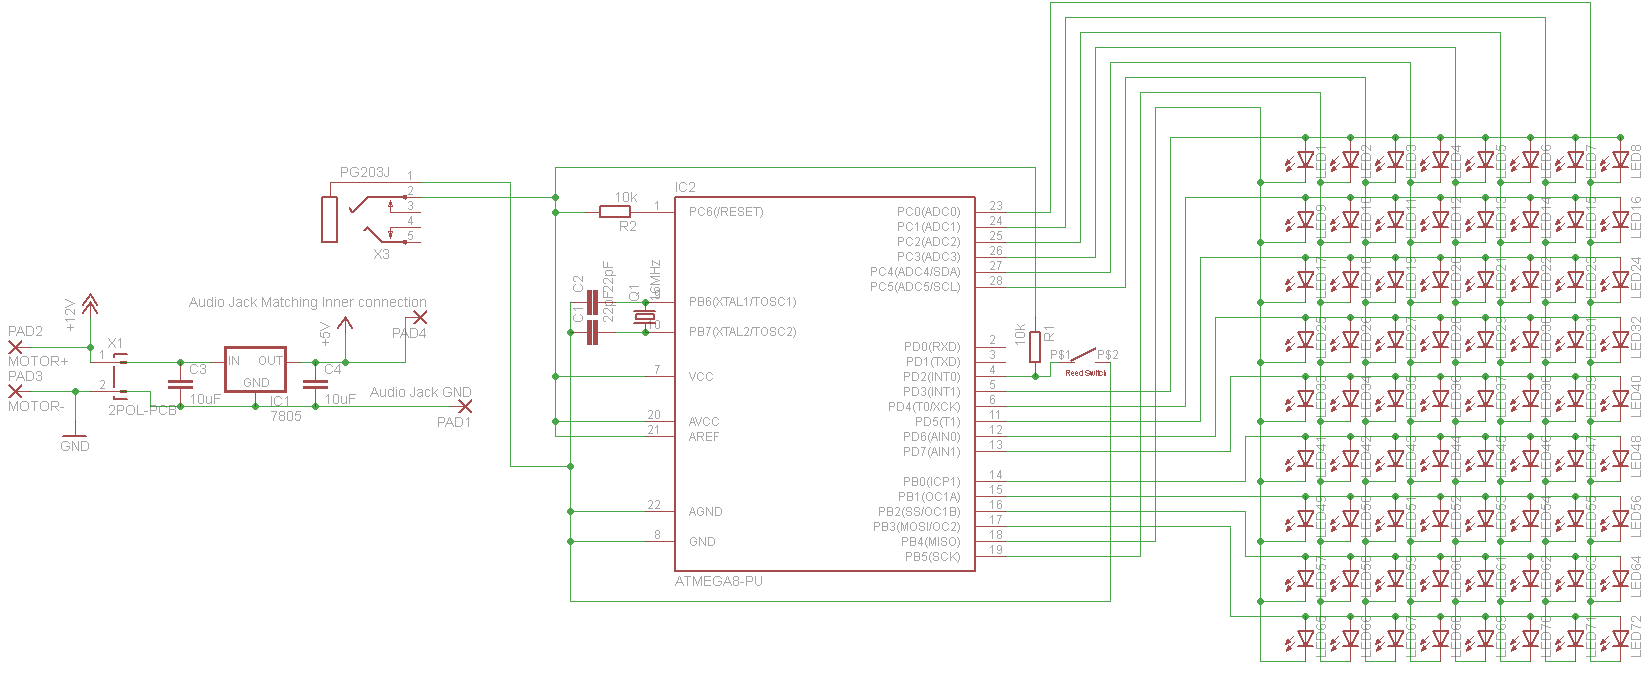 PG203J
1
2
3
4
5
X3
Audio Jack Matching Inner connection
+12V
+5V
PAD2
MOTOR+
PAD3
MOTOR-
GND
X1
1
2
2POL-PCB
C3
10uF
IN
OUT
GND
IC1
7805
C4
10uF
PAD4
Audio Jack GND
PAD1
10k
R2
C2
22pF
C1
22pF
Q1
16MHz
IC2
1
PC6(/RESET)
PB6(XTAL1/TOSC1)
10
PB7(XTAL2/TOSC2)
7
VCC
20
AVCC
21
AREF
22
AGND
8
GND
ATMEGA8-PU
PC0(ADC0)
23
PC1(ADC1)
24
PC2(ADC2)
25
PC3(ADC3)
26
PC4(ADC4/SDA)
27
PC5(ADC5/SCL)
28
PD0(RXD)
2
PD1(TXD)
3
PD2(INT0)
4
PD3(INT1)
5
PD4(T0/XCK)
6
PD5(T1)
11
PD6(AIN0)
12
PD7(AIN1)
13
PB0(ICP1)
14
PB1(OC1A)
15
PB2(SS/OC1B)
16
PB3(MOSI/OC2)
17
PB4(MISO)
18
PB5(SCK)
19
10k
R1
P$1
P$2
Reed Switch
LED1
LED2
LED3
LED4
LED5
LED6
LED7
LED8
LED9
LED10
LED11
LED12
LED13
LED14
LED15
LED16
LED17
LED18
LED19
LED20
LED21
LED22
LED23
LED24
LED25
LED26
LED27
LED28
LED29
LED30
LED31
LED32
LED33
LED34
LED35
LED36
LED37
LED38
LED39
LED40
LED41
LED42
LED43
LED44
LED45
LED46
LED47
LED48
LED49
LED50
LED51
LED52
LED53
LED54
LED55
LED56
LED57
LED58
LED59
LED60
LED61
LED62
LED63
LED64
LED65
LED66
LED67
LED68
LED69
LED70
LED71
LED72